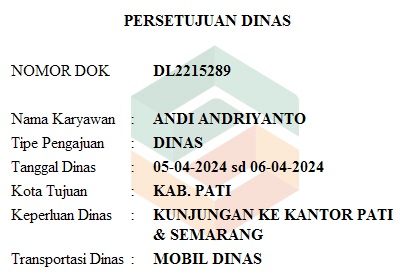 PERSETUJUAN DINAS
NOMOR DOK DL2215289
Nama Karyawan : ANDI ANDRIYANTO
Tipe Pengajuan : DINAS
Tanggal Dinas : 05-04-2024 sd 06-04-2024
Kota Tujuan : KAB. PATI
Keperluan Dinas : KUNJUNGAN KE KANTOR PATI
& SEMARANG
Transportasi Dinas : MOBIL DINAS